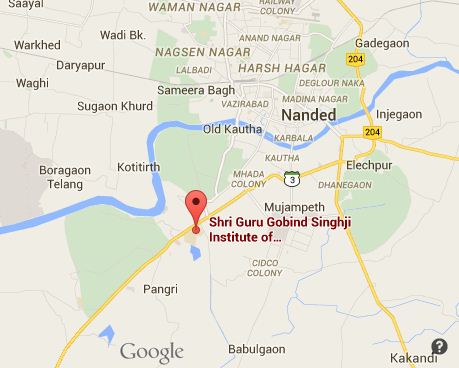 WAMAN NAGAR
RAILWAY
COLONY
Saayal
Wadi Bk.
ANAND NAGAR
Gadegaon
Warkhed
NAGSEN NAGAR
204
Daryapur
LALBADI
HARSH HAGAR
Waghi
Sameera Bagh
DEGLOUR NAKA
Sugaon Khurd
VAZIRABAD
MADINA NAGAR
Nanded
Injegaon
Old Kautha
204
KARBALA
KAUTHA
Boragaon
Telang
Kotitirth
Elechpur
MHADA
COLONY
3
DHANEGAON
Mujampeth
Shri Guru Gobind Singhji
Institute of...
CIDCO
COLONY
Pangri
Google
Babulgaon
Kakandi
?